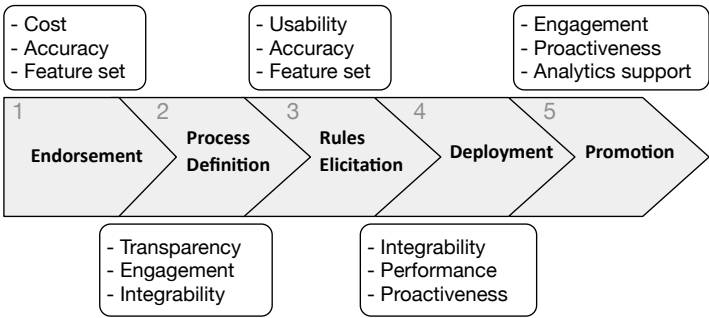 - Cost
- Accuracy
- Feature set
- Usability
- Accuracy
- Feature set
- Engagement
- Proactiveness
- Analytics support
1
Endorsement
2
Process
Definition
3
Rules
Elicitation
4
Deployment
5
Promotion
- Transparency
- Engagement
- Integrability
- Integrability
- Performance
- Proactiveness